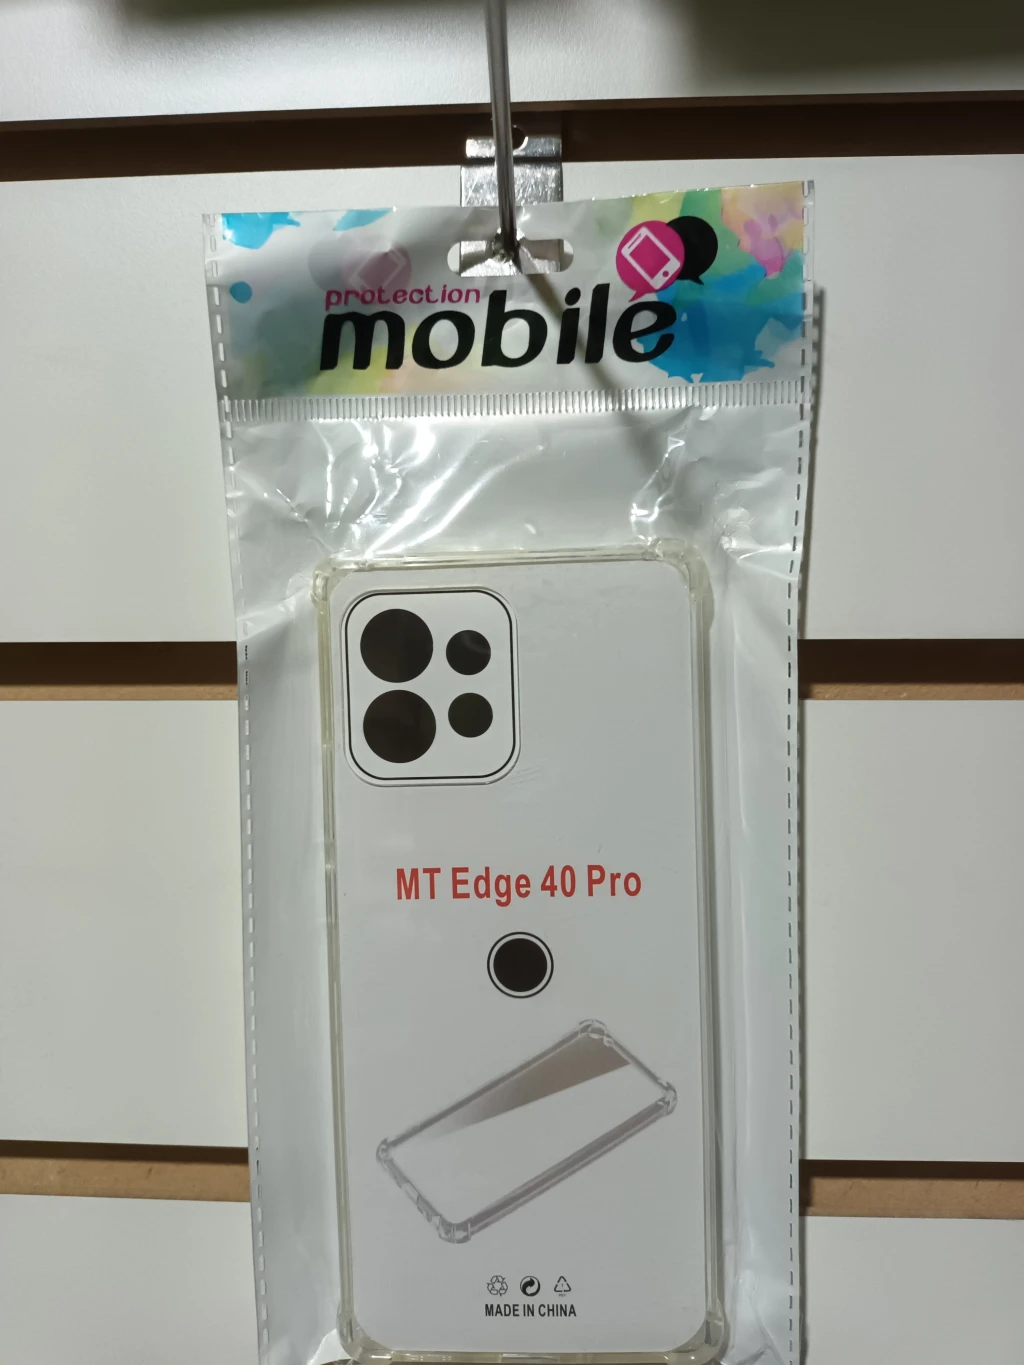 protection
mobile
MT Edge 40 Pro
MADE IN CHINA